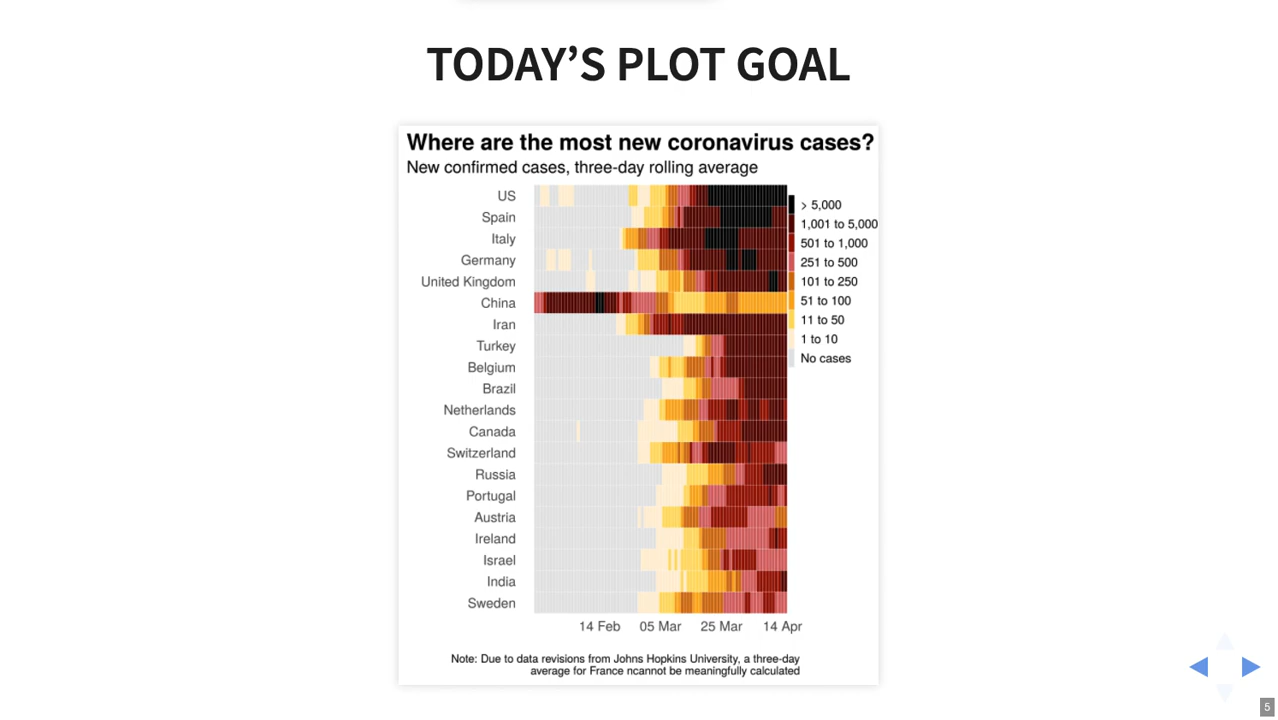 TODAY’S PLOT GOAL
Where are the most new coronavirus cases?
New confirmed cases, three-day rolling average
US
Spain
Italy
Germany
United Kingdom
China
Iran
Turkey
Belgium
Brazil
Netherlands
Canada
Switzerland
Russia
Portugal
Austria
Ireland
Israel
India
Sweden
> 5,000
1,001 to 5,000
501 to 1,000
251 to 500
101 to 250
51 to 100
11 to 50
1 to 10
No cases
14 Feb 05 Mar 25 Mar 14 Apr
Note: Due to data revisions from Johns Hopkins University, a three-day
average for France ncannot be meaningfully calculated
5